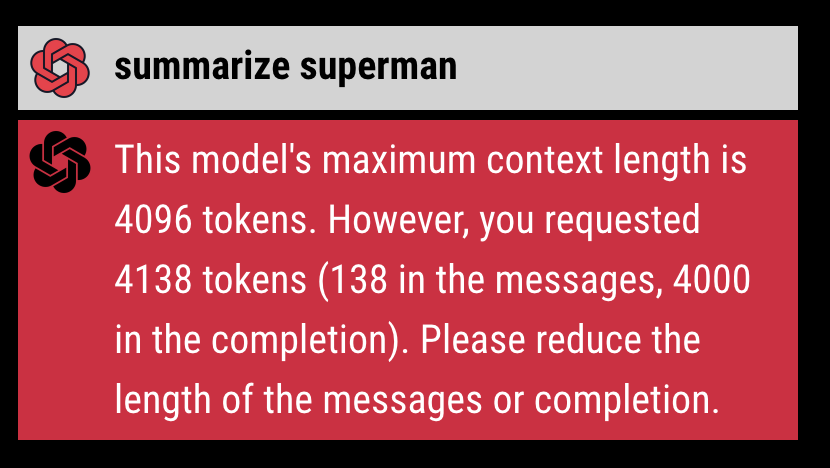 summarize superman
This model's maximum context length is
4096 tokens. However, you requested
4138 tokens (138 in the messages, 4000
in the completion). Please reduce the
length of the messages or completion.